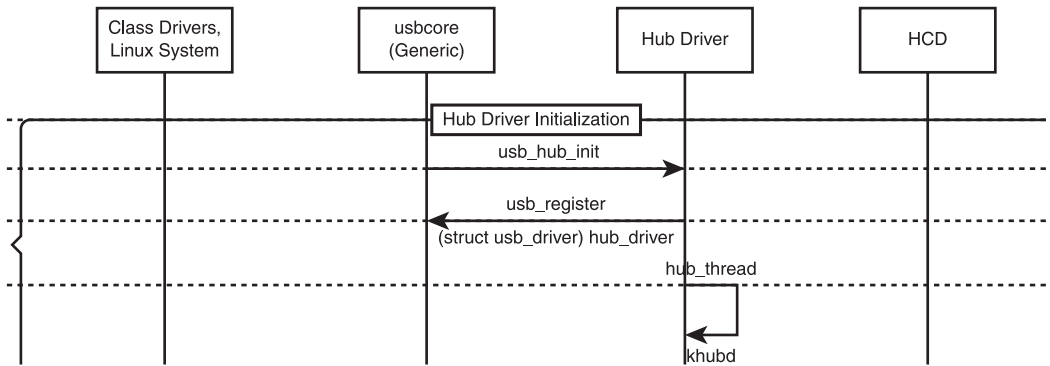 Class Drivers,
Linux System
usbcore
(Generic)
Hub Driver
HCD
Hub Driver Initialization
usb_hub_init
usb_register
(struct usb_driver) hub_driver
hub_thread
khubd